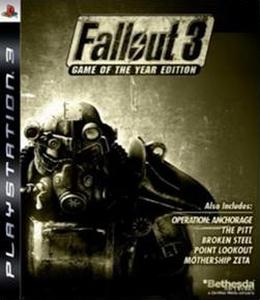 PLAYSTATION 3
Fallout 3
GAME OF THE YEAR EDITION
Also Includes:
OPERATION: ANCHORAGE
THE PITT
BROKEN STEEL
POINT LOOKOUT
MOTHERSHIP ZETA
Bethesda